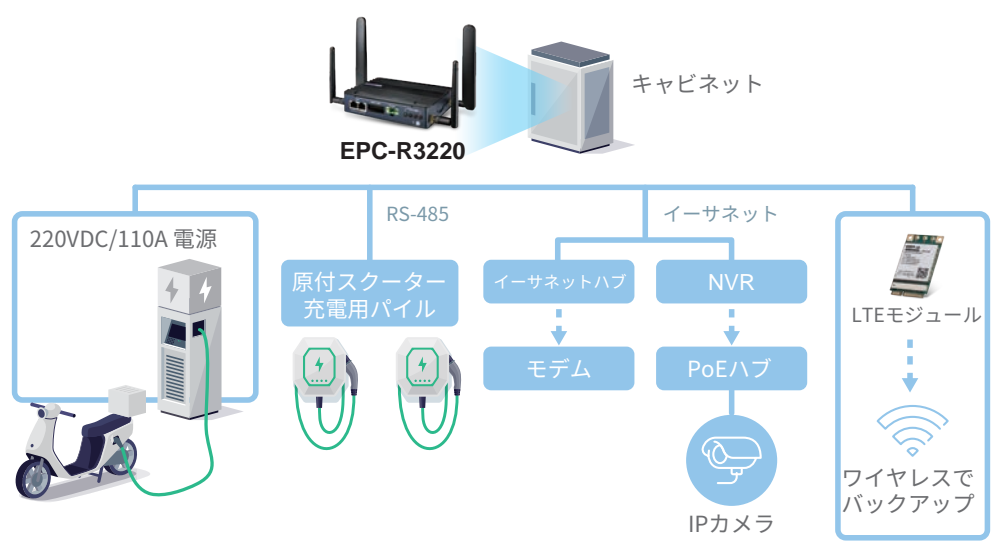 キャビネット
EPC-R3220
RS-485
イーサネット
220VDC/110A 電源
原付スクーター
充電用パイル
イーサネットハブ
NVR
LTEモジュール
モデム
PoEハブ
ワイヤレスで
バックアップ
IPカメラ